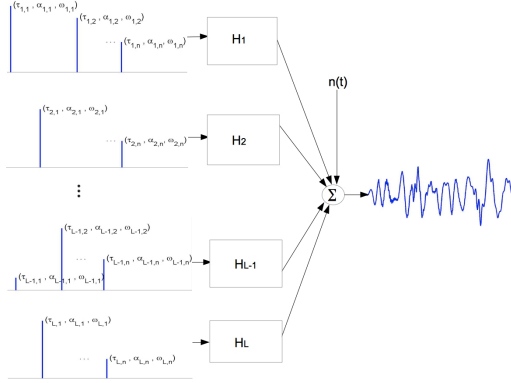 (τ1,1 , α1,1 , ω1,1)
(τ1,2 , α1,2 , ω1,2)
... (τ1,n , α1,n, ω1,n)
H1
n(t)
(τ2,1 , α2,1 , ω2,1)
... (τ2,n , α2,n, ω2,n)
H2
Σ
(τL-1,2 , αL-1,2 , ωL-1,2)
... (τL-1,n , αL-1,n , ωL-1,n)
(τL-1,1 , αL-1,1 , ωL-1,1)
HL-1
(τL,1 , αL,1 , ωL,1)
... (τL,n , αL,n , ωL,n)
HL